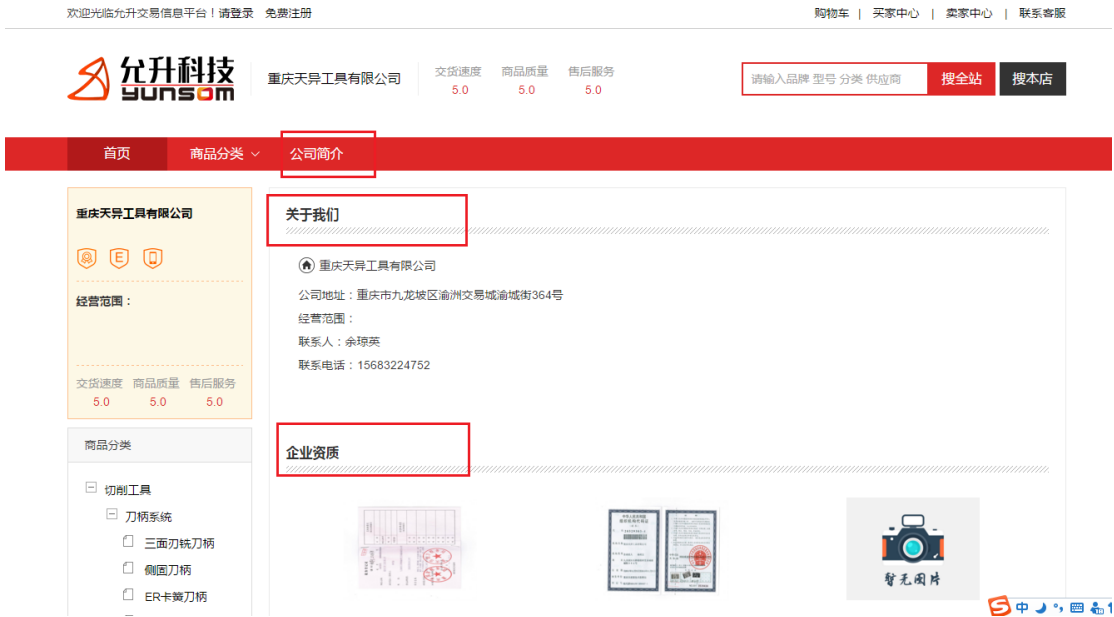 欢迎光临允升交易信息平台！请登录 免费注册
购物车 | 买家中心 | 卖家中心 | 联系客服
允升科技
yunsom
重庆天异工具有限公司
交货速度 商品质量 售后服务
5.0 5.0 5.0
请输入品牌 型号 分类 供应商 搜全站 搜本店
首页 商品分类 公司简介
重庆天异工具有限公司
E
经营范围：
交货速度 商品质量 售后服务
5.0 5.0 5.0
商品分类
切削工具
刀柄系统
三面刃铣刀柄
侧固刀柄
ER卡簧刀柄
关于我们
重庆天异工具有限公司
公司地址：重庆市九龙坡区渝洲交易城渝城街364号
经营范围：
联系人：余琼英
联系电话：15683224752
企业资质
暂无图片
中